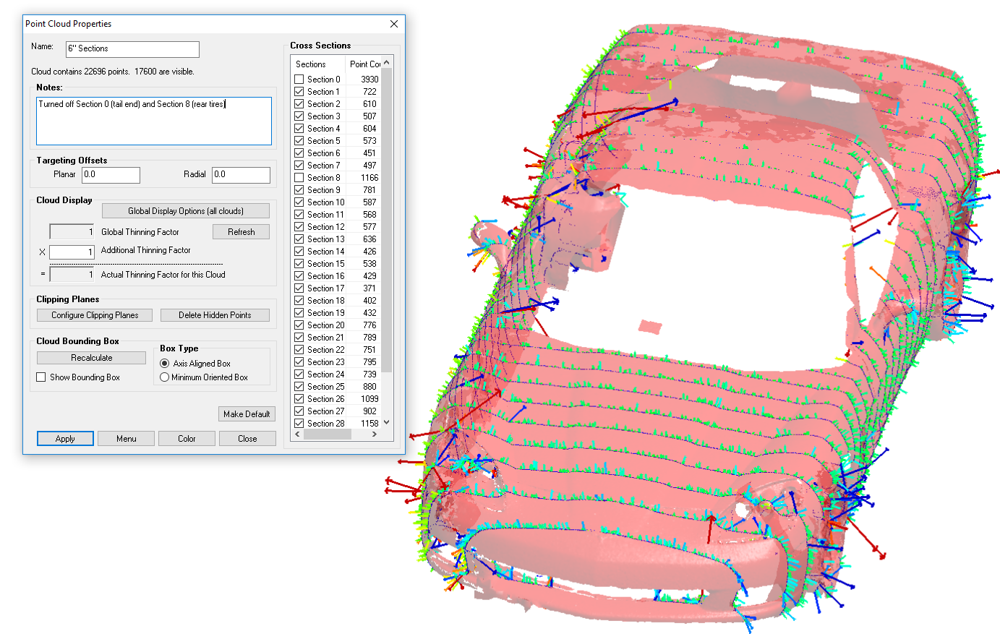 Point Cloud Properties
Name:
6" Sections
Cloud contains 22696 points. 17600 are visible.
Notes:
Turned off Section 0 (tail end) and Section 8 (rear tires)
Targeting Offsets
Planar 0.0 Radial 0.0
Cloud Display
Global Display Options (all clouds)
1 Global Thinning Factor Refresh
X 1 Additional Thinning Factor
= 1 Actual Thinning Factor for this Cloud
Clipping Planes
Configure Clipping Planes Delete Hidden Points
Cloud Bounding Box
Recalculate
Show Bounding Box
Box Type
Axis Aligned Box
Minimum Oriented Box
Make Default
Apply Menu Color Close
Cross Sections
Sections Point Cou
Section 0 3930
Section 1 722
Section 2 610
Section 3 507
Section 4 604
Section 5 573
Section 6 451
Section 7 497
Section 8 1166
Section 9 781
Section 10 587
Section 11 568
Section 12 577
Section 13 636
Section 14 426
Section 15 538
Section 16 429
Section 17 371
Section 18 402
Section 19 432
Section 20 776
Section 21 789
Section 22 751
Section 23 795
Section 24 739
Section 25 880
Section 26 1099
Section 27 902
Section 28 1158